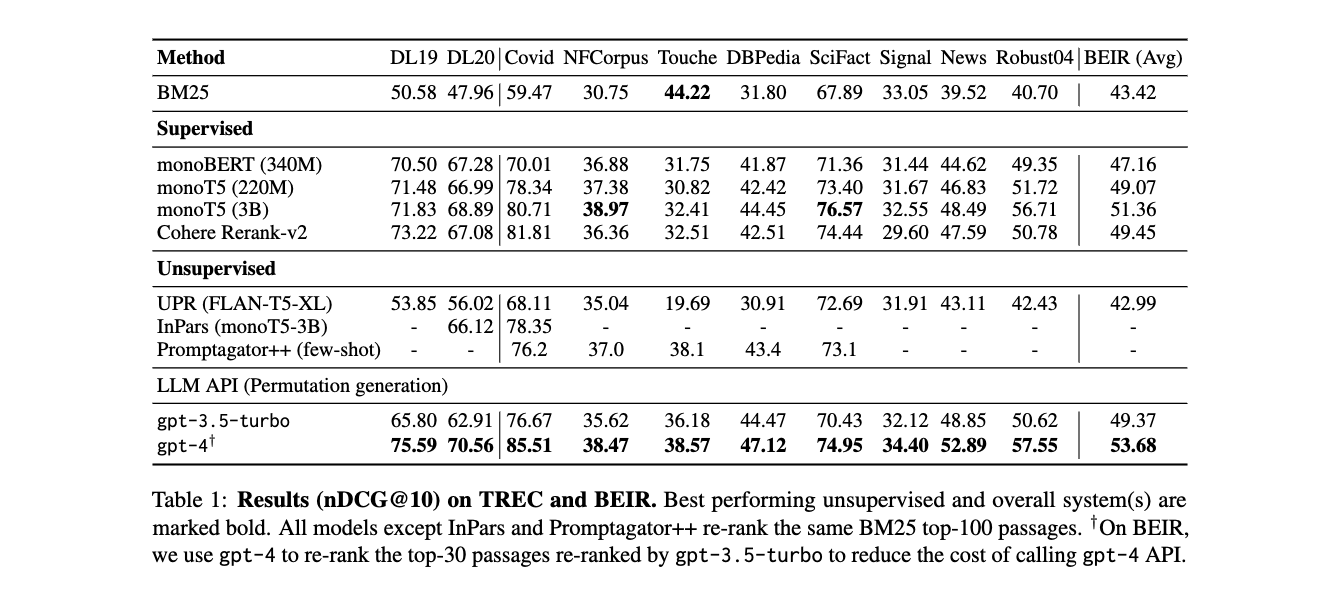 Method DL19 DL20 Covid NFCorpus Touche DBPedia SciFact Signal News Robust04 BEIR (Avg)
BM25 50.58 47.96 59.47 30.75 44.22 31.80 67.89 33.05 39.52 40.70 43.42
Supervised
monoBERT (340M) 70.50 67.28 70.01 36.88 31.75 41.87 71.36 31.44 44.62 49.35 47.16
monoT5 (220M) 71.48 66.99 78.34 37.38 30.82 42.42 73.40 31.67 46.83 51.72 49.07
monoT5 (3B) 71.83 68.89 80.71 38.97 32.41 44.45 76.57 32.55 48.49 56.71 51.36
Cohere Rerank-v2 73.22 67.08 81.81 36.36 32.51 42.51 74.44 29.60 47.59 50.78 49.45
Unsupervised
UPR (FLAN-T5-XL) 53.85 56.02 68.11 35.04 19.69 30.91 72.69 31.91 43.11 42.43 42.99
InPars (monoT5-3B) - 66.12 78.35 - - - - - - - -
Promptagator++ (few-shot) - - 76.2 37.0 38.1 43.4 73.1 - - - -
LLM API (Permutation generation)
gpt-3.5-turbo 65.80 62.91 76.67 35.62 36.18 44.47 70.43 32.12 48.85 50.62 49.37
gpt-4† 75.59 70.56 85.51 38.47 38.57 47.12 74.95 34.40 52.89 57.55 53.68
Table 1: Results (nDCG@10) on TREC and BEIR. Best performing unsupervised and overall system(s) are
marked bold. All models except InPars and Promptagator++ re-rank the same BM25 top-100 passages. †On BEIR,
we use gpt-4 to re-rank the top-30 passages re-ranked by gpt-3.5-turbo to reduce the cost of calling gpt-4 API.